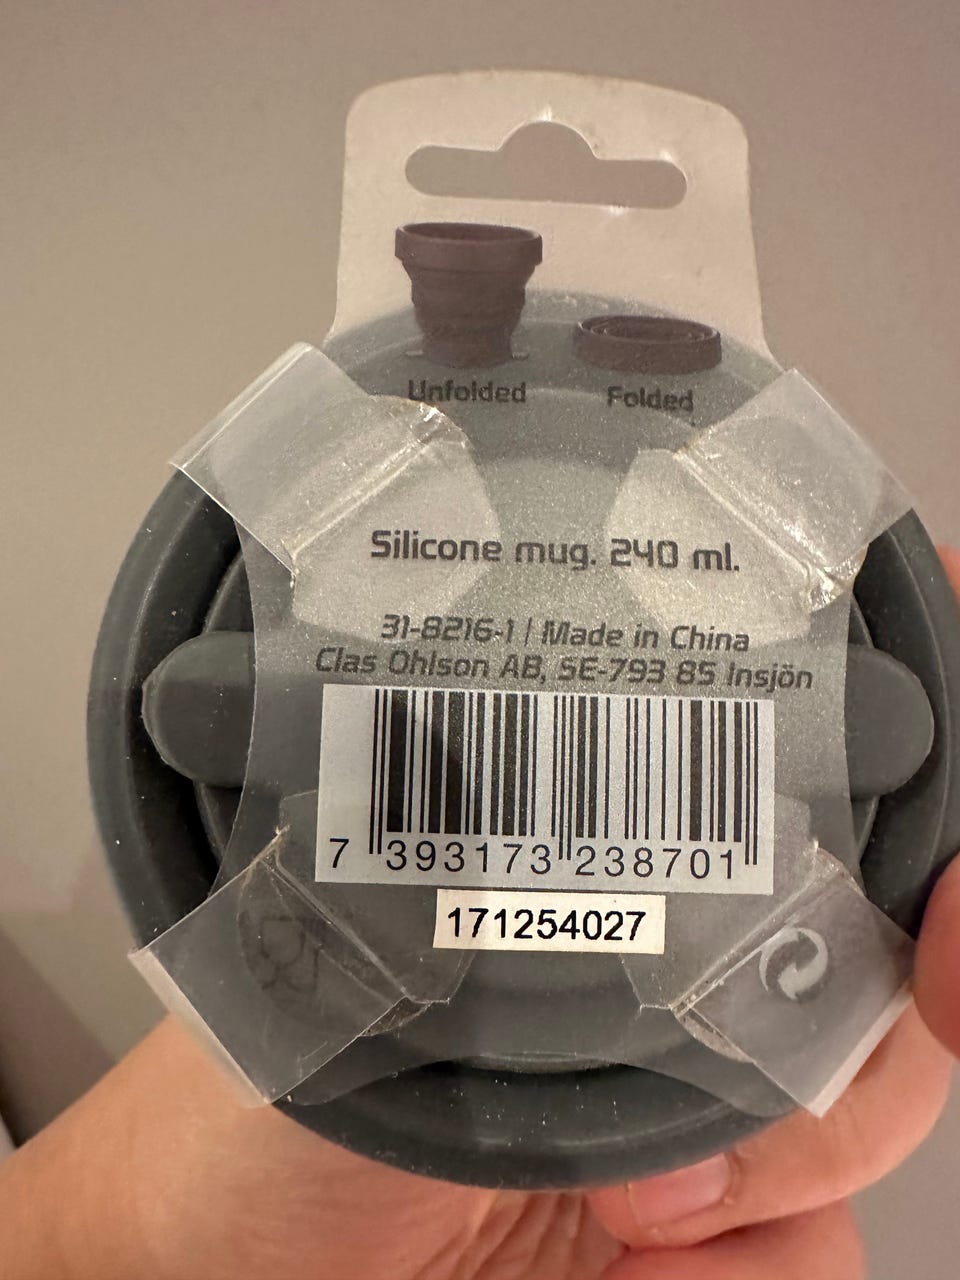 Unfolded Folded
Silicone mug. 240 ml.
31-8216-1 | Made in China
Clas Ohlson AB, SE-793 85 Insjön
7 393173 238701
171254027